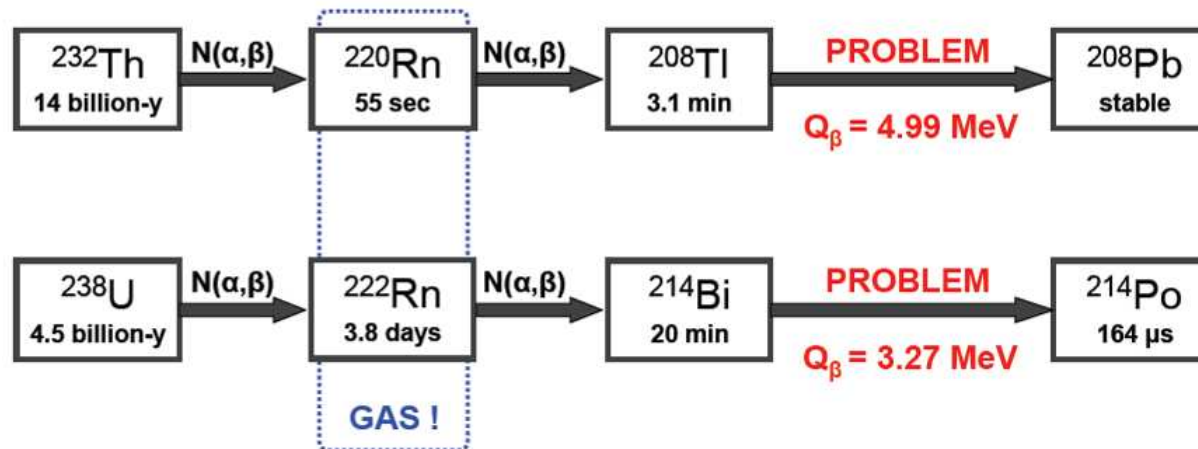 ²³²Th N(α,β) ²²⁰Rn N(α,β) ²⁰⁸Tl PROBLEM ²⁰⁸Pb
14 billion-y 55 sec 3.1 min Qβ = 4.99 MeV stable
²³⁸U N(α,β) ²²²Rn N(α,β) ²¹⁴Bi PROBLEM ²¹⁴Po
4.5 billion-y 3.8 days 20 min Qβ = 3.27 MeV 164 µs
GAS !